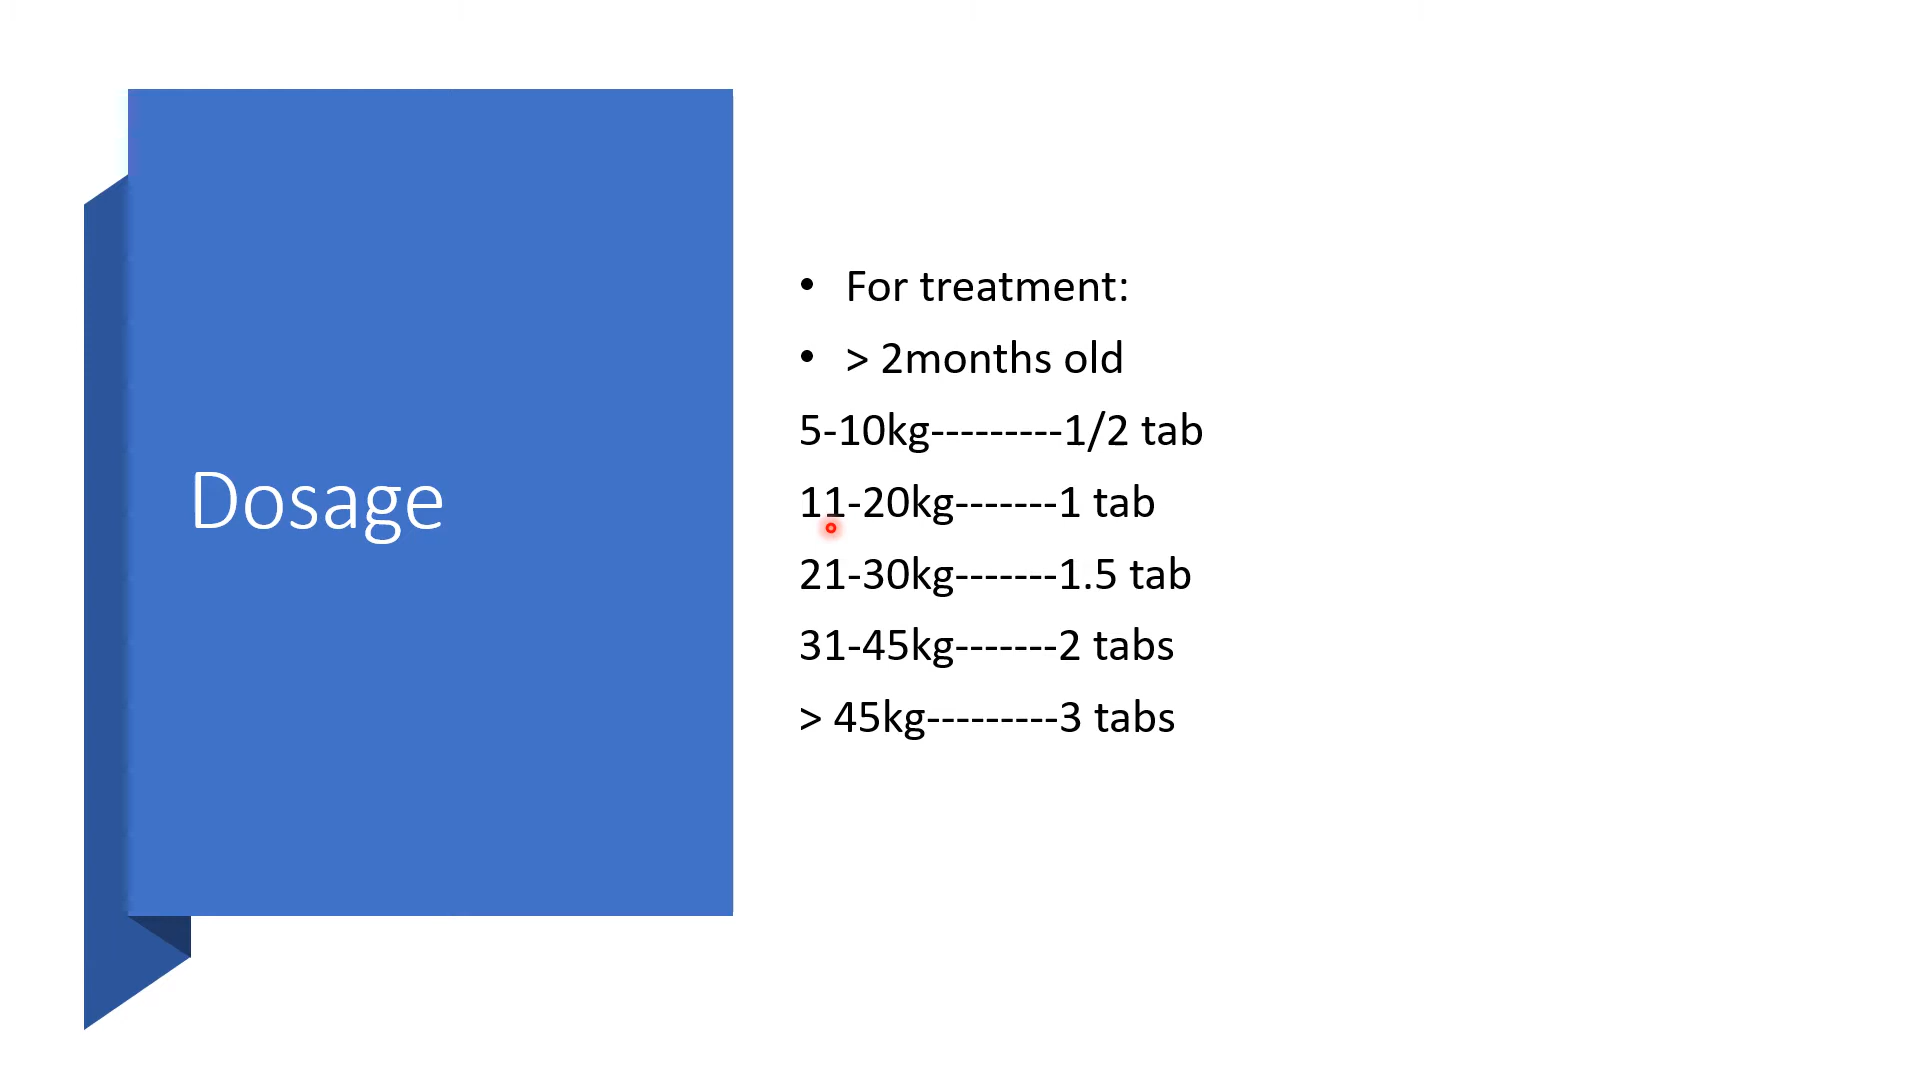 Dosage
• For treatment:
• > 2months old
5-10kg---------1/2 tab
11-20kg-------1 tab
21-30kg-------1.5 tab
31-45kg-------2 tabs
> 45kg---------3 tabs